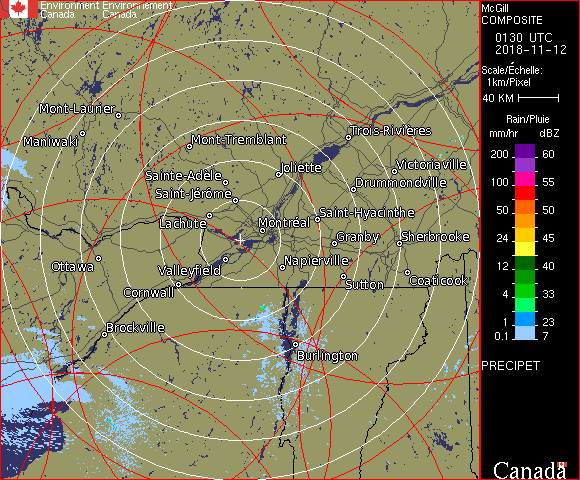 Environment Environnement
Canada Canada
McGill
COMPOSITE
0130 UTC
2018-11-12
Scale/Échelle:
1km/Pixel
40 KM
Rain/Pluie
mm/hr dBZ
200 60
100 55
50 50
24 45
12 40
4 33
1 23
0.1 7
PRECIPET
Canada
Mont-Laurier
Maniwaki
Mont-Tremblant
Trois-Rivières
Joliette
Victoriaville
Sainte-Adèle
Drummondville
Saint-Jérôme
Saint-Hyacinthe
Lachute
Montréal
Granby
Sherbrooke
Ottawa
Valleyfield
Napierville
Cornwall
Sutton
Coaticook
Brockville
Burlington